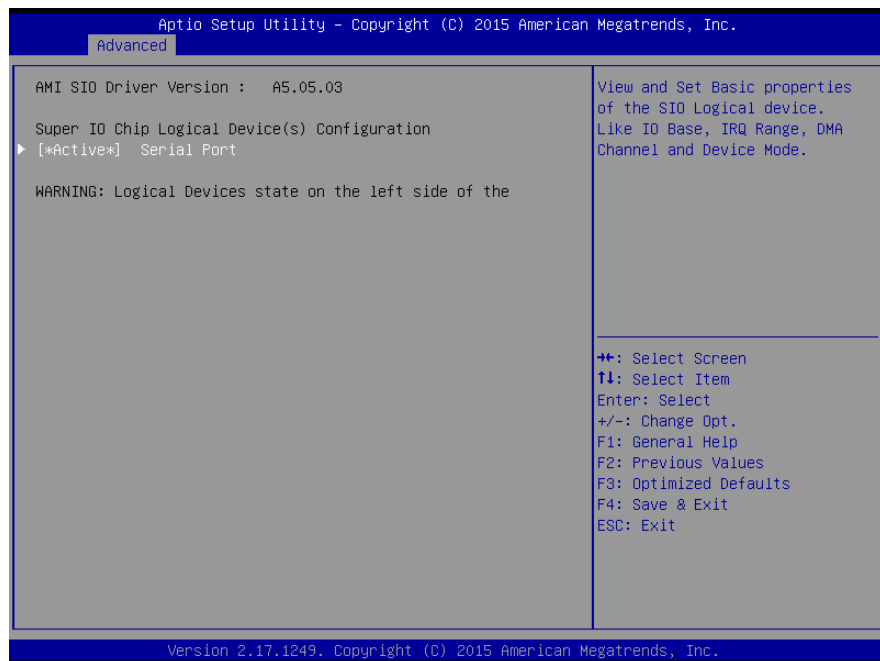 Aptio Setup Utility – Copyright (C) 2015 American Megatrends, Inc.
Advanced
AMI SIO Driver Version : A5.05.03
Super IO Chip Logical Device(s) Configuration
[*Active*] Serial Port
WARNING: Logical Devices state on the left side of the
View and Set Basic properties
of the SIO Logical device.
Like IO Base, IRQ Range, DMA
Channel and Device Mode.
→←: Select Screen
↑↓: Select Item
Enter: Select
+/-: Change Opt.
F1: General Help
F2: Previous Values
F3: Optimized Defaults
F4: Save & Exit
ESC: Exit
Version 2.17.1249. Copyright (C) 2015 American Megatrends, Inc.